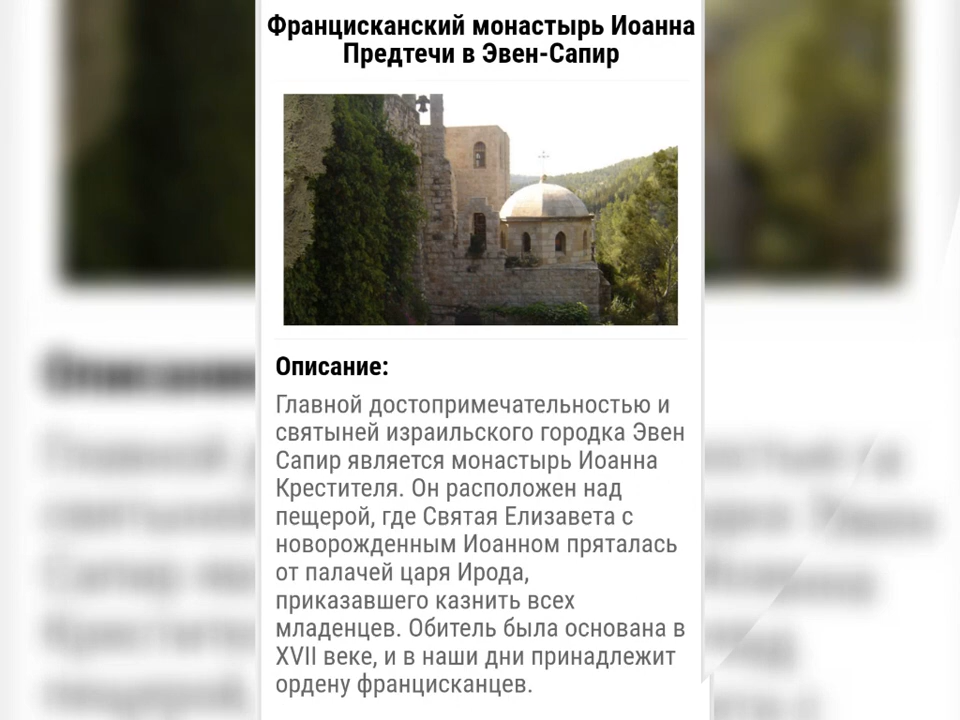 Францисканский монастырь Иоанна
Предтечи в Эвен-Сапир
Описание:
Главной достопримечательностью и
святыней израильского городка Эвен
Сапир является монастырь Иоанна
Крестителя. Он расположен над
пещерой, где Святая Елизавета с
новорожденным Иоанном пряталась
от палачей царя Ирода,
приказавшего казнить всех
младенцев. Обитель была основана в
XVII веке, и в наши дни принадлежит
ордену францисканцев.